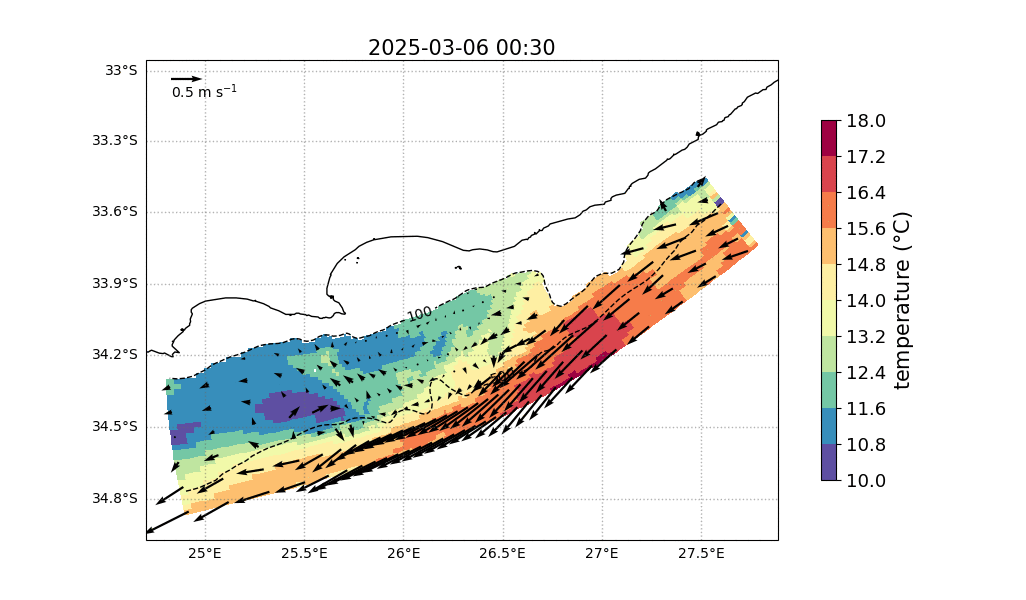 2025-03-06 00:30
0.5 m s⁻¹
33°S
33.3°S
33.6°S
33.9°S
34.2°S
34.5°S
34.8°S
100
25°E
25.5°E
26°E
26.5°E
27°E
27.5°E
18.0
17.2
16.4
15.6
14.8
14.0
13.2
12.4
11.6
10.8
10.0
temperature (°C)